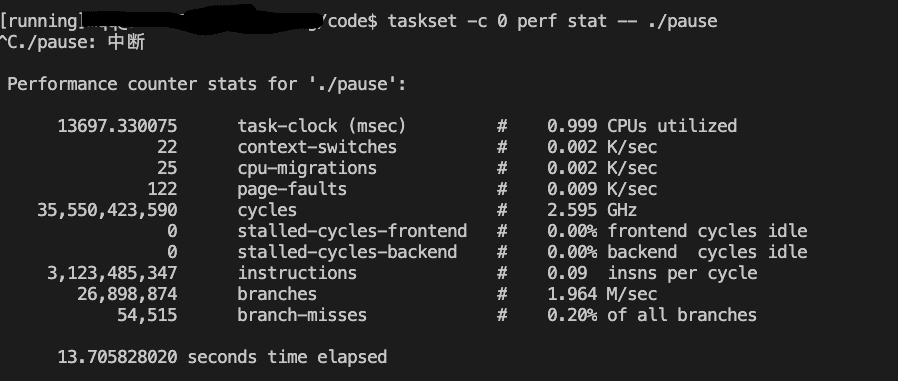 [running] /code$ taskset -c 0 perf stat -- ./pause
^C./pause: 中断
Performance counter stats for './pause':
13697.330075 task-clock (msec) # 0.999 CPUs utilized
22 context-switches # 0.002 K/sec
25 cpu-migrations # 0.002 K/sec
122 page-faults # 0.009 K/sec
35,550,423,590 cycles # 2.595 GHz
0 stalled-cycles-frontend # 0.00% frontend cycles idle
0 stalled-cycles-backend # 0.00% backend cycles idle
3,123,485,347 instructions # 0.09 insns per cycle
26,898,874 branches # 1.964 M/sec
54,515 branch-misses # 0.20% of all branches
13.705828020 seconds time elapsed